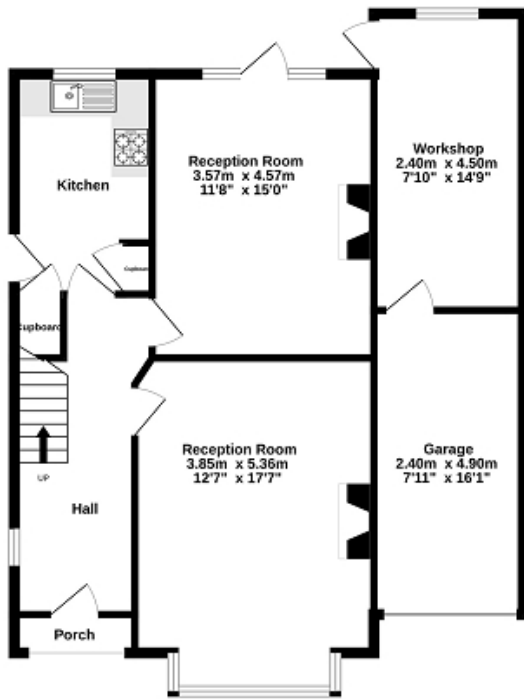 Workshop
2.40m x 4.50m
7'10" x 14'9"
Reception Room
3.57m x 4.57m
11'8" x 15'0"
Kitchen
Cupboard
Cupboard
Reception Room
3.85m x 5.36m
12'7" x 17'7"
Garage
2.40m x 4.90m
7'11" x 16'1"
UP
Hall
Porch